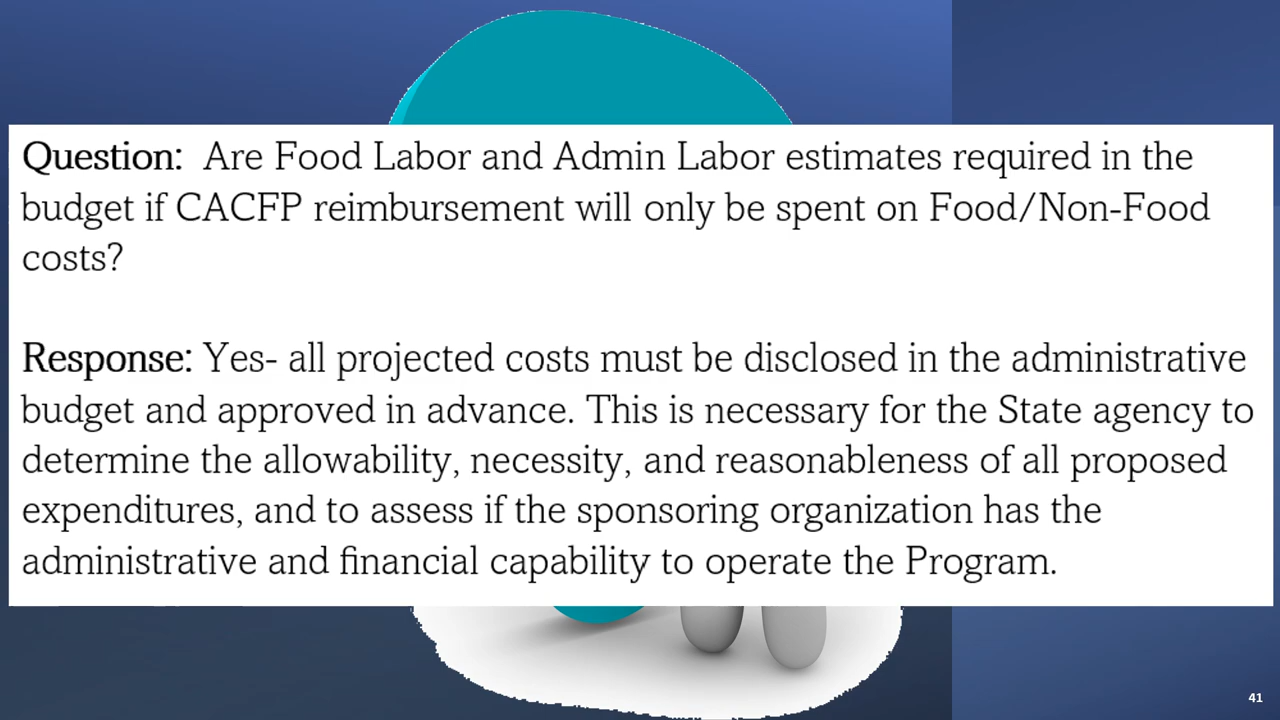 Question: Are Food Labor and Admin Labor estimates required in the
budget if CACFP reimbursement will only be spent on Food/Non-Food
costs?
Response: Yes- all projected costs must be disclosed in the administrative
budget and approved in advance. This is necessary for the State agency to
determine the allowability, necessity, and reasonableness of all proposed
expenditures, and to assess if the sponsoring organization has the
administrative and financial capability to operate the Program.
41